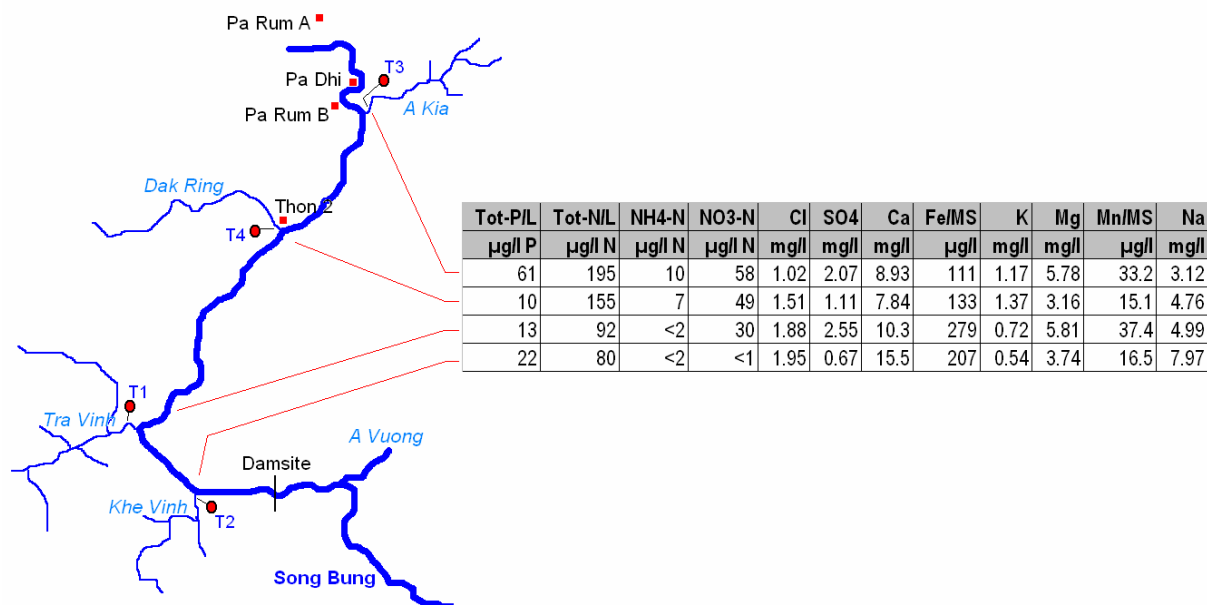 Pa Rum A
T3
Pa Dhi
A Kia
Pa Rum B
Dak Ring
Thon 2
T4
Tot-P/L Tot-N/L NH4-N NO3-N Cl SO4 Ca Fe/MS K Mg Mn/MS Na
µg/l P µg/l N µg/l N µg/l N mg/l mg/l mg/l µg/l mg/l mg/l µg/l mg/l
61 195 10 58 1.02 2.07 8.93 111 1.17 5.78 33.2 3.12
10 155 7 49 1.51 1.11 7.84 133 1.37 3.16 15.1 4.76
13 92 <2 30 1.88 2.55 10.3 279 0.72 5.81 37.4 4.99
22 80 <2 <1 1.95 0.67 15.5 207 0.54 3.74 16.5 7.97
T1
Tra Vinh
A Vuong
Damsite
Khe Vinh
T2
Song Bung